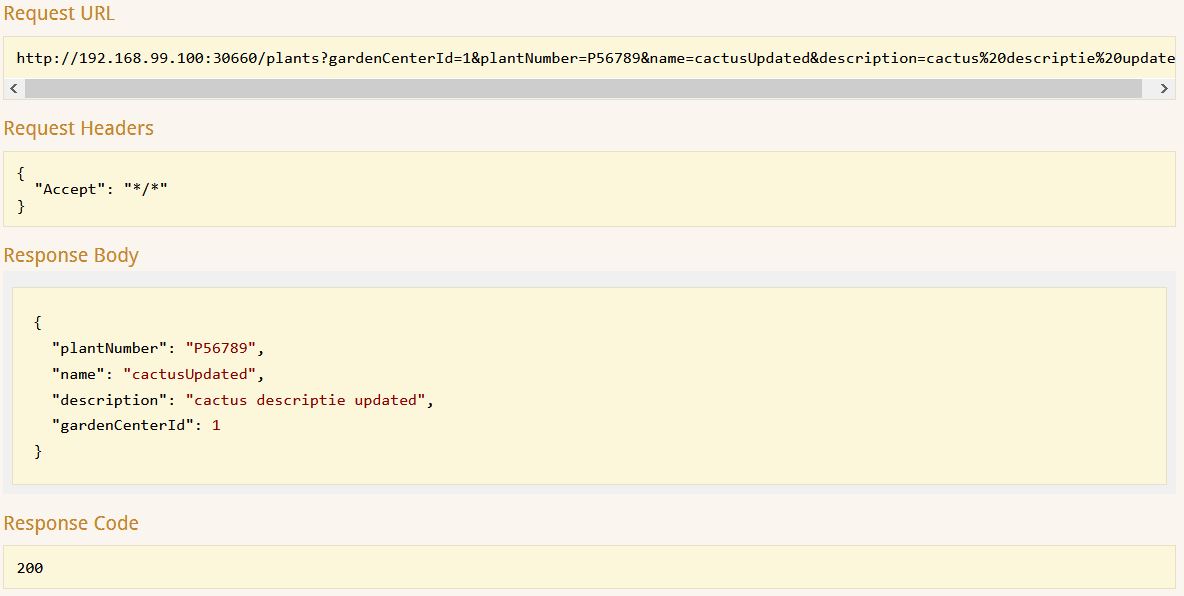 Request URL
http://192.168.99.100:30660/plants?gardenCenterId=1&plantNumber=P56789&name=cactusUpdated&description=cactus%20descriptie%20update
Request Headers
{
  "Accept": "*/*"
}
Response Body
{
  "plantNumber": "P56789",
  "name": "cactusUpdated",
  "description": "cactus descriptie updated",
  "gardenCenterId": 1
}
Response Code
200